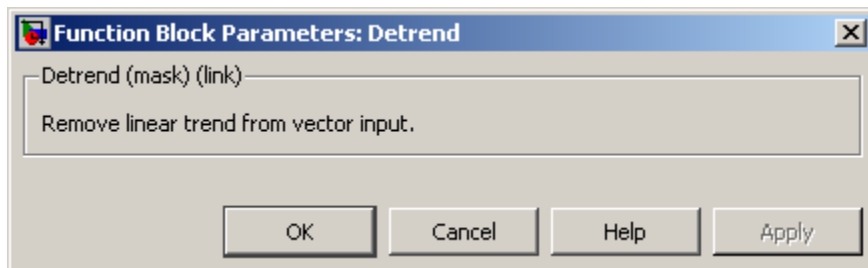 Function Block Parameters: Detrend
Detrend (mask) (link)
Remove linear trend from vector input.
OK Cancel Help Apply